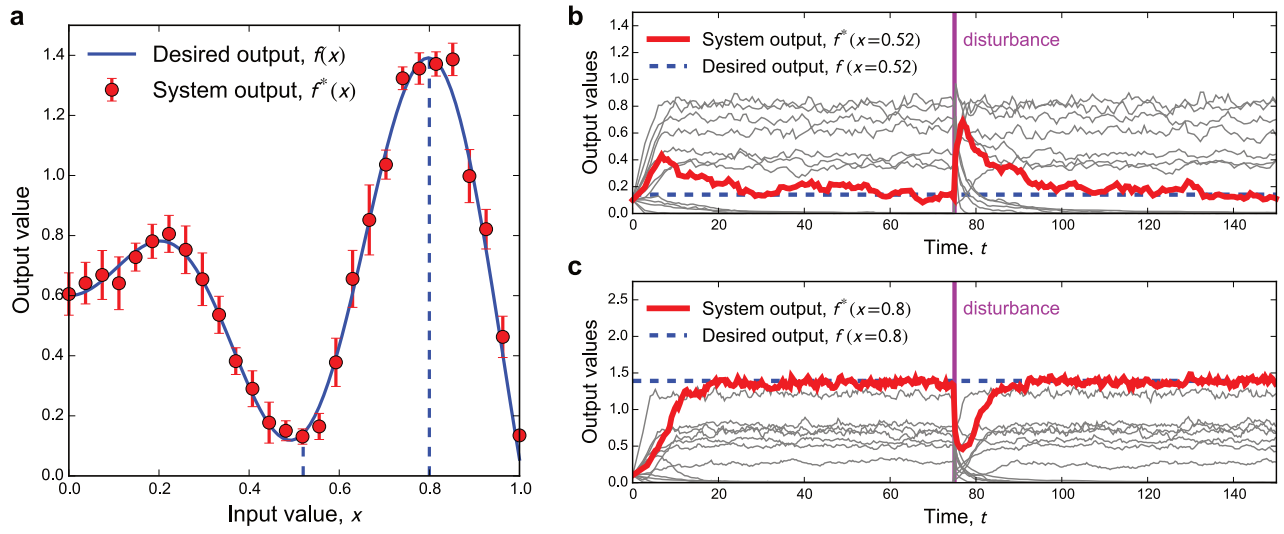 a
Desired output, f(x)
System output, f*(x)
Output value
1.4
1.2
1.0
0.8
0.6
0.4
0.2
0.0
0.0 0.2 0.4 0.6 0.8 1.0
Input value, x
b
System output, f*(x=0.52)
Desired output, f(x=0.52)
disturbance
Output values
1.4
1.2
1.0
0.8
0.6
0.4
0.2
0.0
0 20 40 60 80 100 120 140
Time, t
c
System output, f*(x=0.8)
Desired output, f(x=0.8)
disturbance
Output values
2.5
2.0
1.5
1.0
0.5
0.0
0 20 40 60 80 100 120 140
Time, t